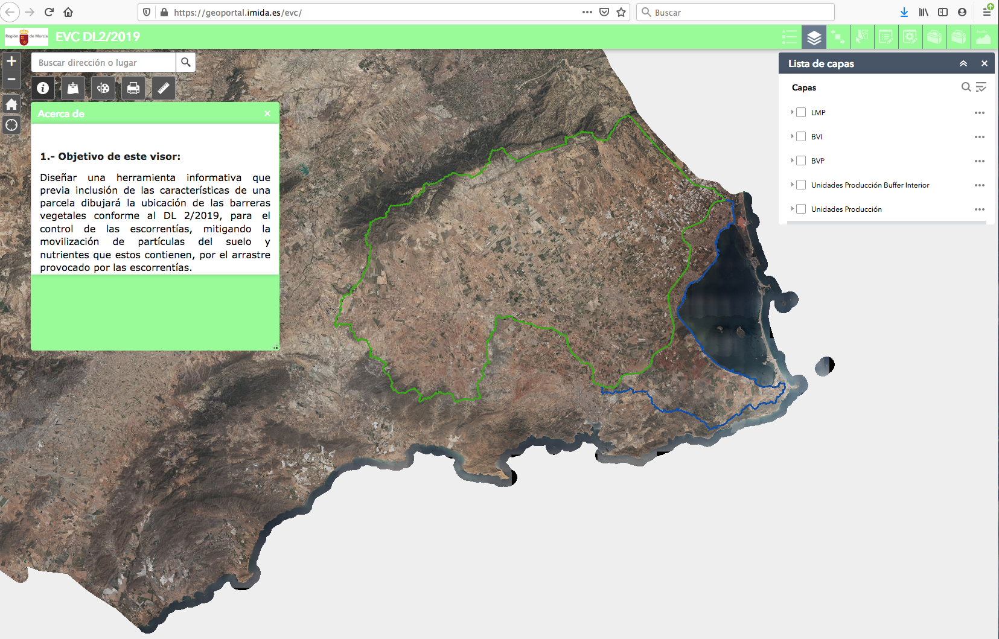 https://geoportal.imida.es/evc/
Buscar
Región de Murcia
EVC DL2/2019
Buscar dirección o lugar
Lista de capas
Capas
LMP
BVI
BVP
Unidades Producción Buffer Interior
Unidades Producción
Acerca de
1.- Objetivo de este visor:
Diseñar una herramienta informativa que
previa inclusión de las características de una
parcela dibujará la ubicación de las barreras
vegetales conforme al DL 2/2019, para el
control de las escorrentías, mitigando la
movilización de partículas del suelo y
nutrientes que estos contienen, por el arrastre
provocado por las escorrentías.